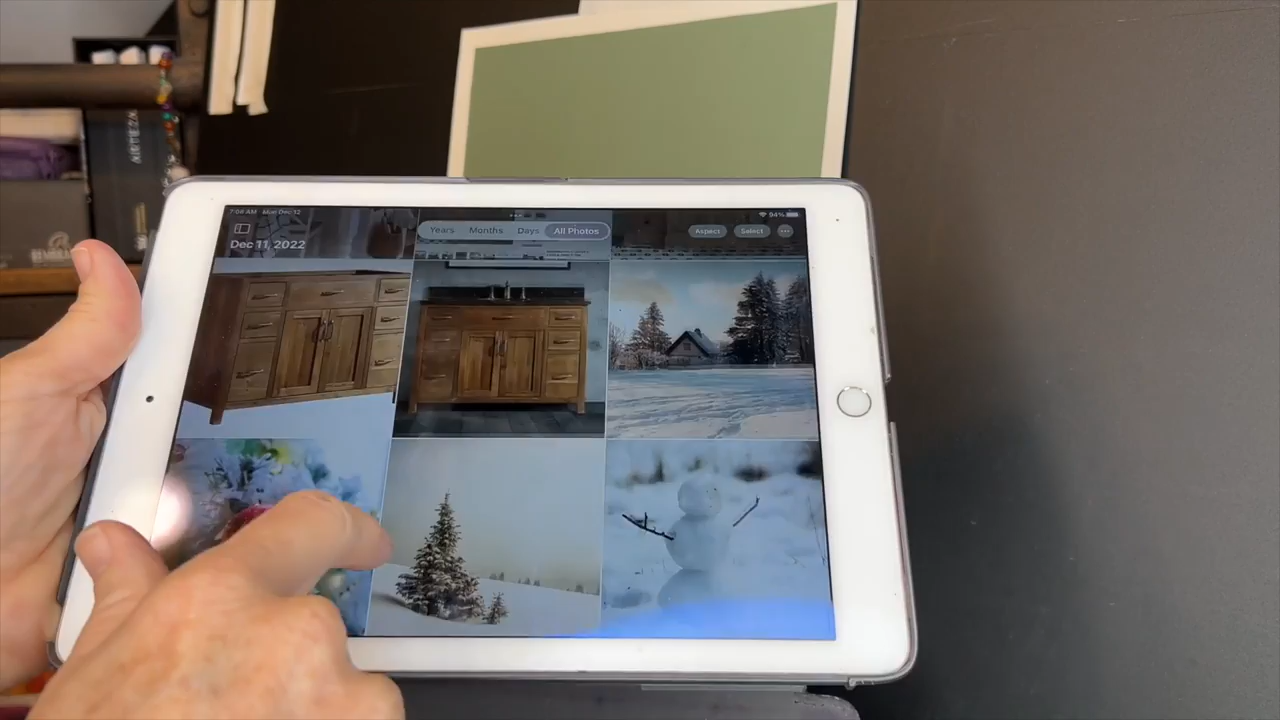 7:08 AM Mon Dec 12
94%
Years Months Days All Photos
Aspect Select
Dec 11, 2022